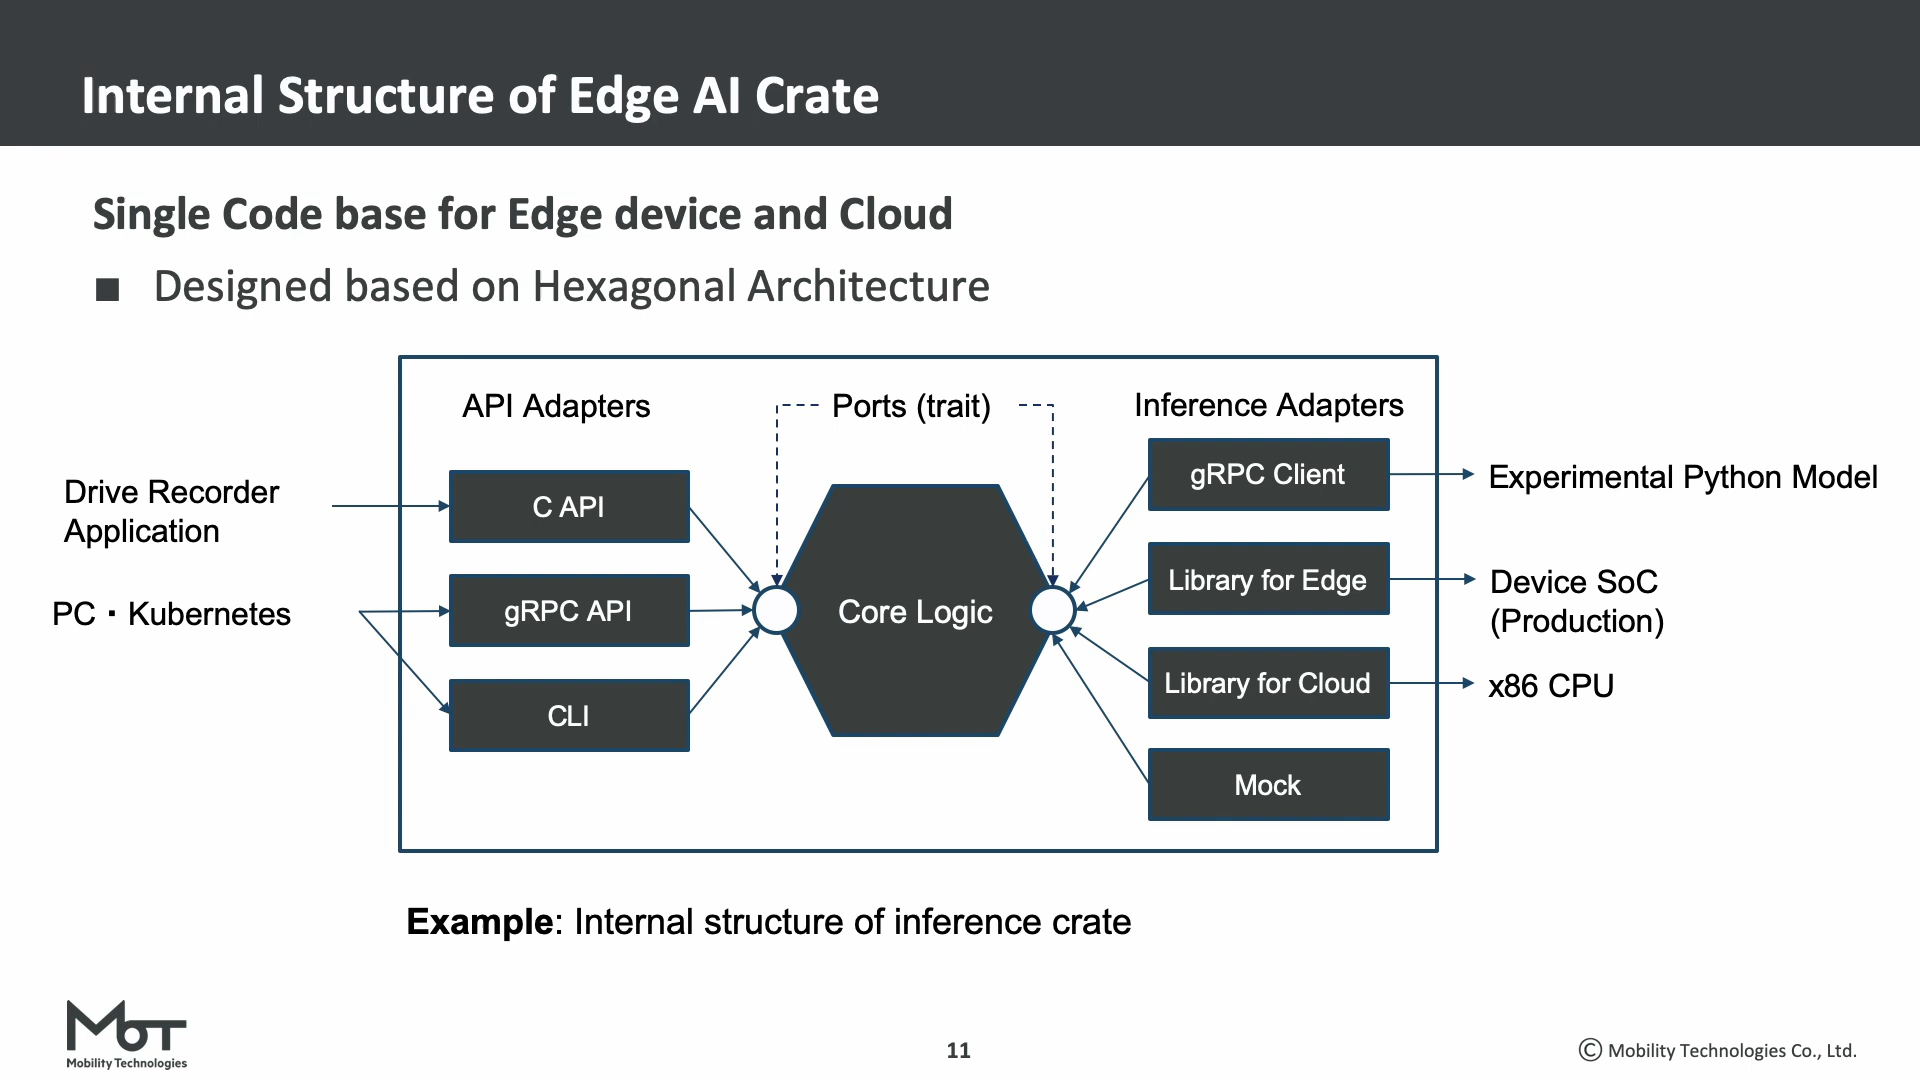 Internal Structure of Edge AI Crate
Single Code base for Edge device and Cloud
■ Designed based on Hexagonal Architecture
API Adapters
Ports (trait)
Inference Adapters
Drive Recorder
Application
PC・Kubernetes
C API
gRPC API
CLI
Core Logic
gRPC Client
Library for Edge
Library for Cloud
Mock
Experimental Python Model
Device SoC
(Production)
x86 CPU
Example: Internal structure of inference crate
MoT
Mobility Technologies
11
© Mobility Technologies Co., Ltd.